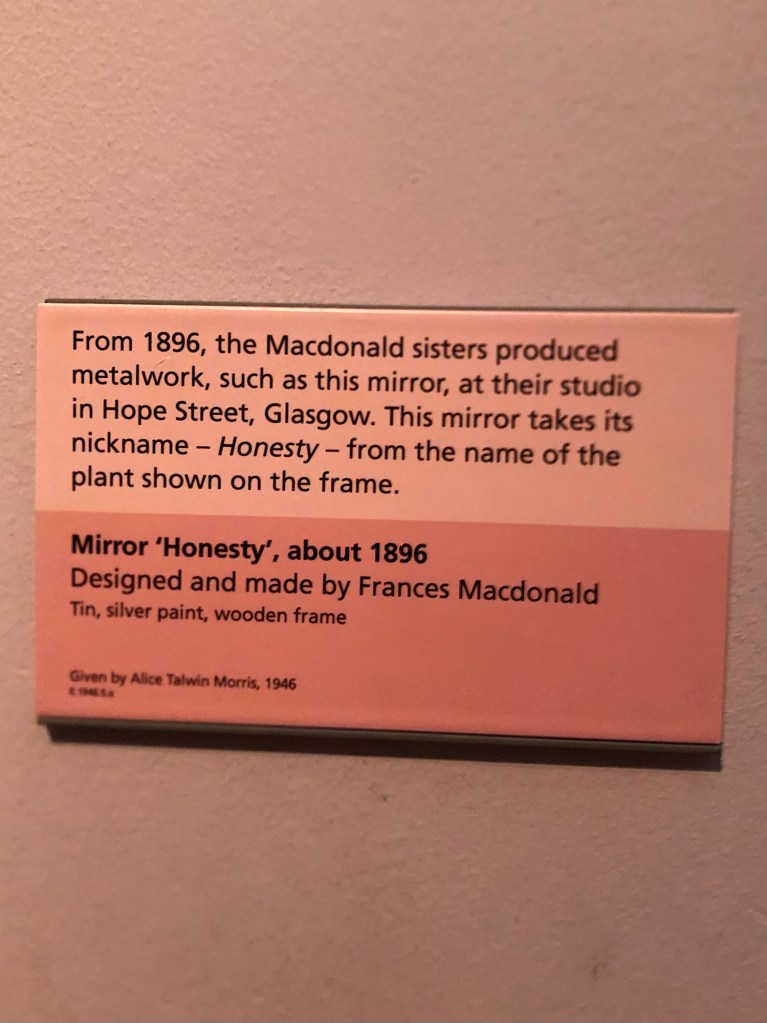 From 1896, the Macdonald sisters produced
metalwork, such as this mirror, at their studio
in Hope Street, Glasgow. This mirror takes its
nickname – Honesty – from the name of the
plant shown on the frame.
Mirror ‘Honesty’, about 1896
Designed and made by Frances Macdonald
Tin, silver paint, wooden frame
Given by Alice Talwin Morris, 1946
E.1946.5.a